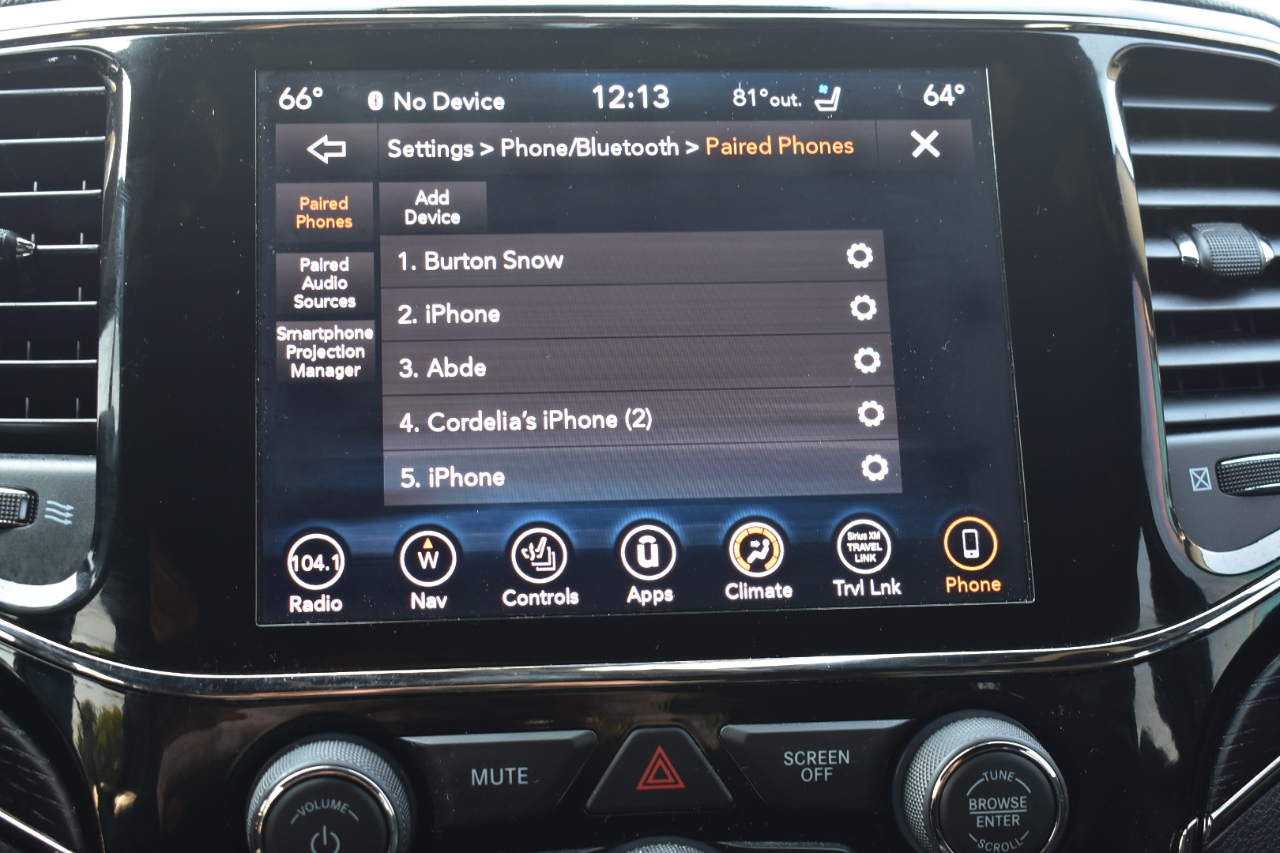 66° No Device 12:13 81°out. 64°
Settings > Phone/Bluetooth > Paired Phones
Paired
Phones
Add
Device
Paired
Audio
Sources
Smartphone
Projection
Manager
1. Burton Snow
2. iPhone
3. Abde
4. Cordelia's iPhone (2)
5. iPhone
104.1
Radio
W
Nav
Controls
u
Apps
Climate
Sirius XM
TRAVEL
LINK
Trvl Lnk
Phone
VOLUME
MUTE
SCREEN
OFF
TUNE
BROWSE
ENTER
SCROLL